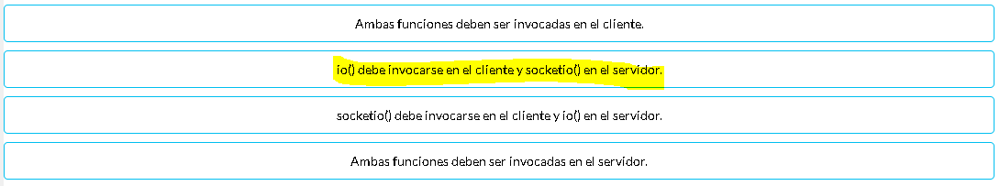 Ambas funciones deben ser invocadas en el cliente.
io() debe invocarse en el cliente y socketio() en el servidor.
socketio() debe invocarse en el cliente y io() en el servidor.
Ambas funciones deben ser invocadas en el servidor.